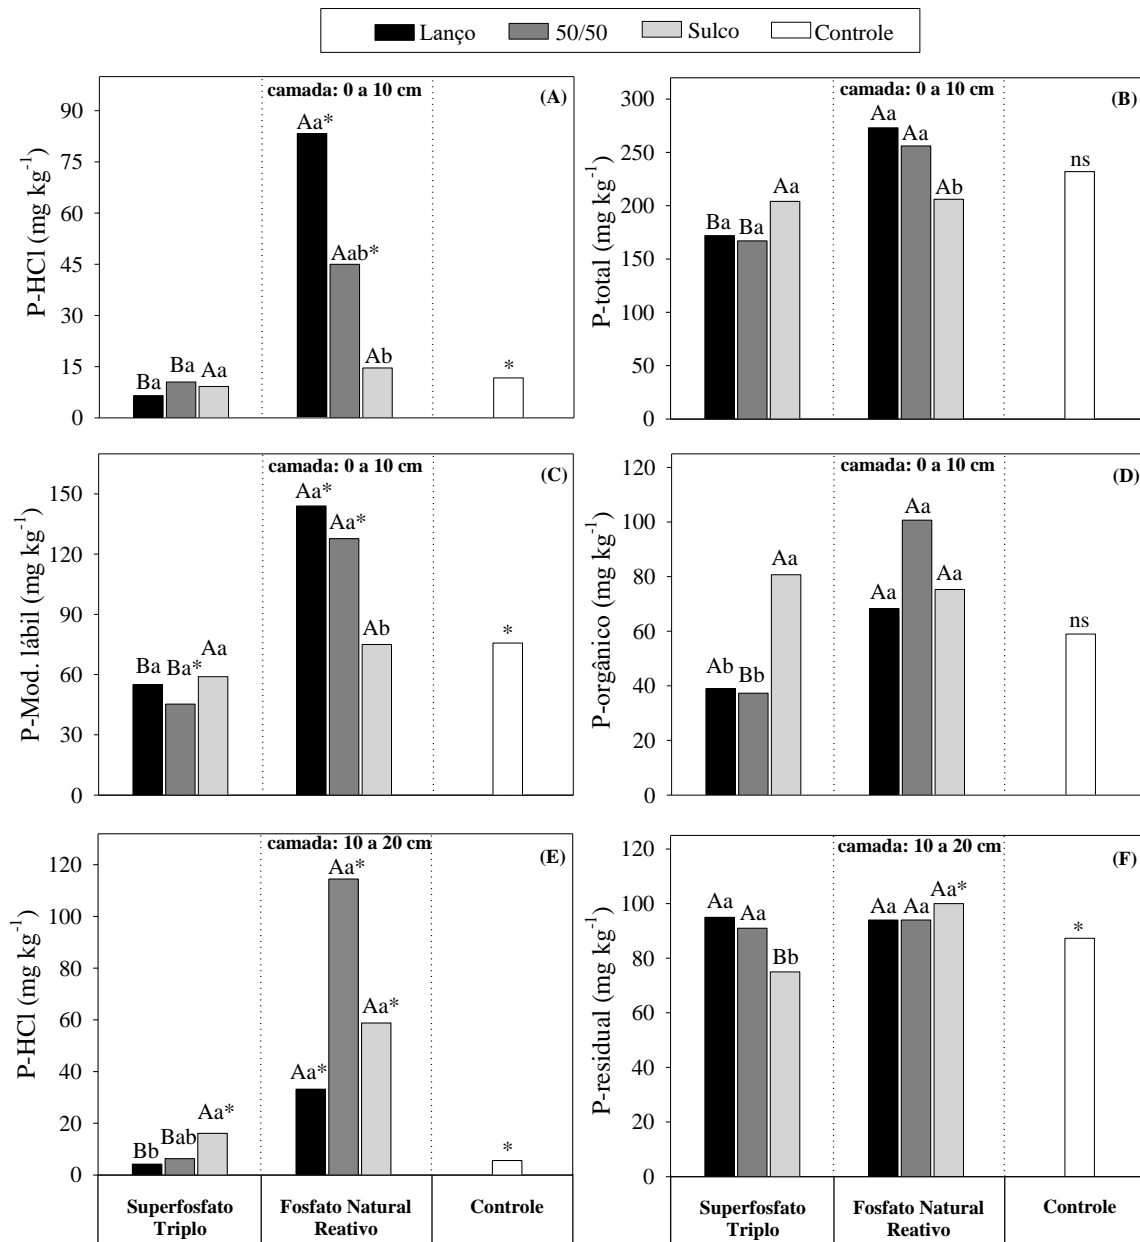 Lanço 50/50 Sulco Controle
camada: 0 a 10 cm (A)
P-HCl (mg kg-1)
90
75
60
45
30
15
0
Ba Ba Aa Aa* Aab* Ab *
camada: 0 a 10 cm (B)
P-total (mg kg-1)
300
250
200
150
100
50
0
Ba Ba Aa Aa Aa Ab ns
camada: 0 a 10 cm (C)
P-Mod. lábil (mg kg-1)
150
120
90
60
30
0
Ba Ba* Aa Aa* Aa* Ab *
camada: 0 a 10 cm (D)
P-orgânico (mg kg-1)
120
100
80
60
40
20
0
Ab Bb Aa Aa Aa Aa ns
camada: 10 a 20 cm (E)
P-HCl (mg kg-1)
120
100
80
60
40
20
0
Bb Bab Aa* Aa* Aa* Aa* *
Superfosfato
Triplo
Fosfato Natural
Reativo
Controle
camada: 10 a 20 cm (F)
P-residual (mg kg-1)
120
100
80
60
40
20
0
Aa Aa Bb Aa Aa Aa* *
Superfosfato
Triplo
Fosfato Natural
Reativo
Controle